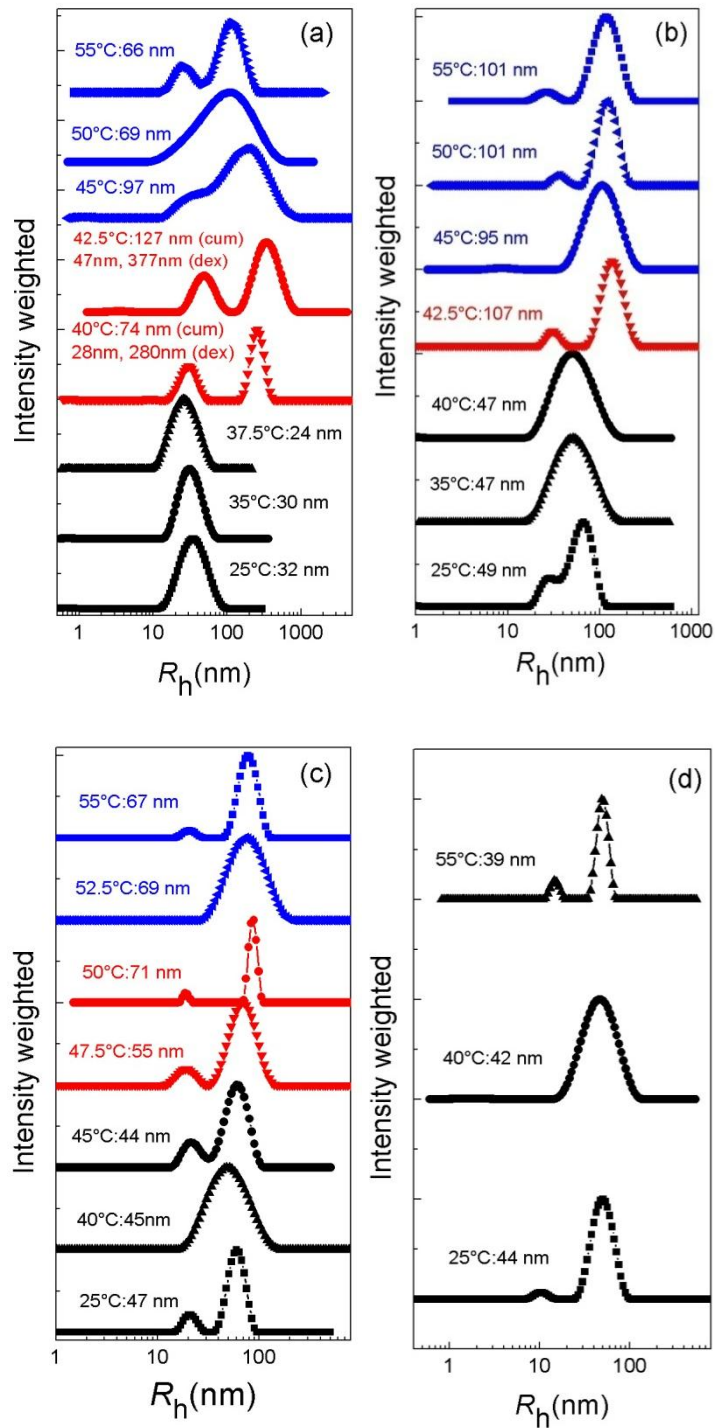 (a)
55°C:66 nm
50°C:69 nm
45°C:97 nm
42.5°C:127 nm (cum)
47nm, 377nm (dex)
40°C:74 nm (cum)
28nm, 280nm (dex)
37.5°C:24 nm
35°C:30 nm
25°C:32 nm
Intensity weighted
1 10 100 1000
Rh(nm)
(b)
55°C:101 nm
50°C:101 nm
45°C:95 nm
42.5°C:107 nm
40°C:47 nm
35°C:47 nm
25°C:49 nm
Intensity weighted
1 10 100 1000
Rh(nm)
(c)
55°C:67 nm
52.5°C:69 nm
50°C:71 nm
47.5°C:55 nm
45°C:44 nm
40°C:45nm
25°C:47 nm
Intensity weighted
1 10 100
Rh(nm)
(d)
55°C:39 nm
40°C:42 nm
25°C:44 nm
Intensity weighted
1 10 100
Rh(nm)